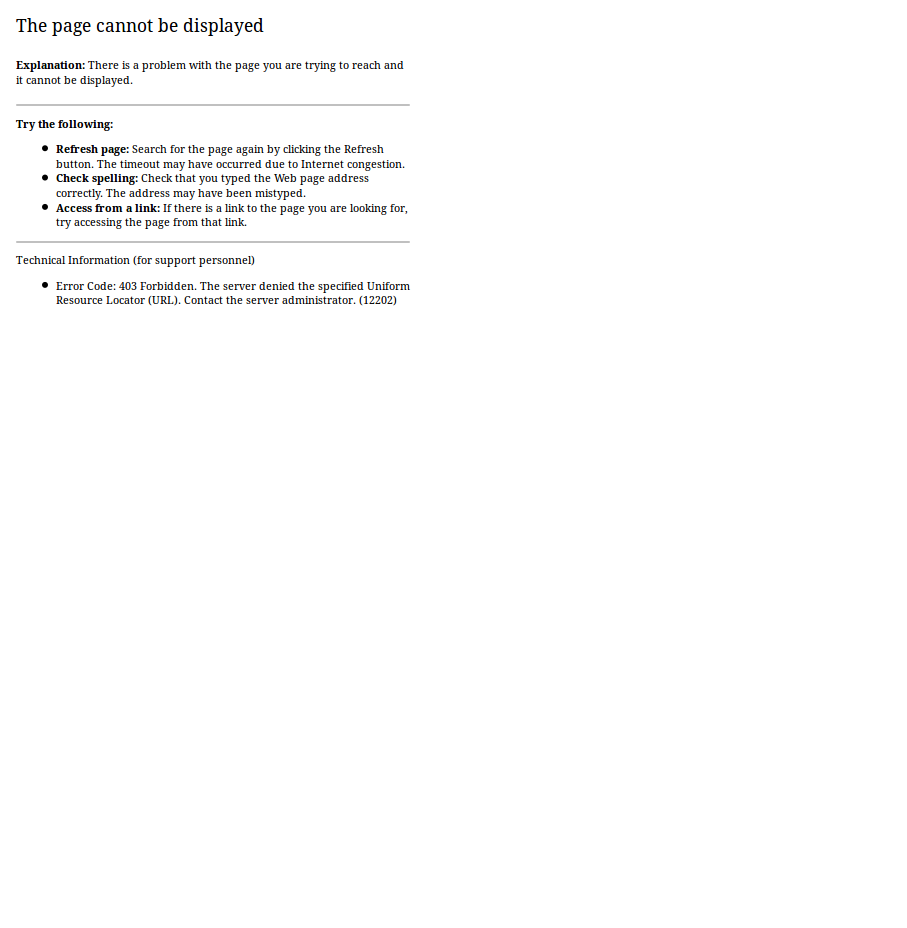 The page cannot be displayed
Explanation: There is a problem with the page you are trying to reach and
it cannot be displayed.
Try the following:
Refresh page: Search for the page again by clicking the Refresh
button. The timeout may have occurred due to Internet congestion.
Check spelling: Check that you typed the Web page address
correctly. The address may have been mistyped.
Access from a link: If there is a link to the page you are looking for,
try accessing the page from that link.
Technical Information (for support personnel)
Error Code: 403 Forbidden. The server denied the specified Uniform
Resource Locator (URL). Contact the server administrator. (12202)